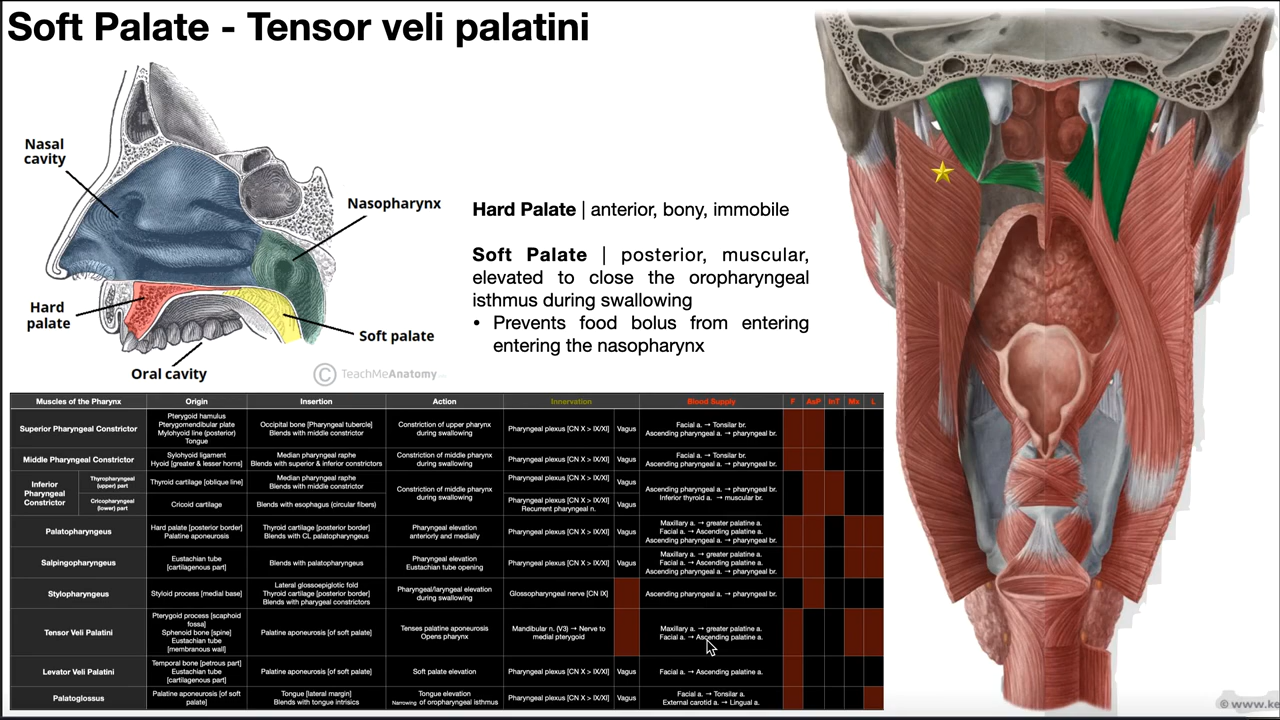 Soft Palate - Tensor veli palatini
Nasal
cavity
Nasopharynx
Hard
palate
Soft palate
Oral cavity
© TeachMeAnatomy
Hard Palate | anterior, bony, immobile
Soft Palate | posterior, muscular,
elevated to close the oropharyngeal
isthmus during swallowing
• Prevents food bolus from entering
entering the nasopharynx
Muscles of the Pharynx Origin Insertion Action Innervation Blood Supply F AsP InT Mx L
Superior Pharyngeal Constrictor
Pterygoid hamulus
Pterygomendibular plate
Mylohyoid line (posterior)
Tongue
Occipital bone [Pharyngeal tubercle]
Blends with middle constrictor
Constriction of upper pharynx
during swallowing
Pharyngeal plexus [CN X > IX/XI]
Vagus
Facial a. → Tonsilar br.
Ascending pharyngeal a. → pharyngeal br.
Middle Pharyngeal Constrictor
Sylohyoid ligament
Hyoid [greater & lesser horns]
Median pharyngeal raphe
Blends with superior & inferior constrictors
Constriction of middle pharynx
during swallowing
Pharyngeal plexus [CN X > IX/XI]
Vagus
Facial a. → Tonsilar br.
Ascending pharyngeal a. → pharyngeal br.
Inferior
Pharyngeal
Constrictor
Thyropharyngeal
(upper) part
Thyroid cartilage [oblique line]
Median pharyngeal raphe
Blends with middle constrictor
Constriction of middle pharynx
during swallowing
Pharyngeal plexus [CN X > IX/XI]
Vagus
Ascending pharyngeal a. → pharyngeal br.
Inferior thyroid a. → muscular br.
Cricopharyngeal
(lower) part
Cricoid cartilage
Blends with esophagus (circular fibers)
Pharyngeal plexus [CN X > IX/XI]
Recurrent pharyngeal n.
Vagus
Palatopharyngeus
Hard palate [posterior border]
Palatine aponeurosis
Thyroid cartilage [posterior border]
Blends with CL palatopharyngeus
Pharyngeal elevation
anteriorly and medially
Pharyngeal plexus [CN X > IX/XI]
Vagus
Maxillary a. → greater palatine a.
Facial a. → Ascending palatine a.
Ascending pharyngeal a. → pharyngeal br.
Salpingopharyngeus
Eustachian tube
[cartilagenous part]
Blends with palatopharyngeus
Pharyngeal elevation
Eustachian tube opening
Pharyngeal plexus [CN X > IX/XI]
Vagus
Maxillary a. → greater palatine a.
Facial a. → Ascending palatine a.
Ascending pharyngeal a. → pharyngeal br.
Stylopharyngeus
Styloid process [medial base]
Lateral glossoepiglotic fold
Thyroid cartilage [posterior border]
Blends with pharygeal constrictors
Pharyngeal/laryngeal elevation
during swallowing
Glossopharyngeal nerve [CN IX]
Ascending pharyngeal a. → pharyngeal br.
Tensor Veli Palatini
Pterygoid process [scaphoid
fossa]
Sphenoid bone [spine]
Eustachian tube
[membranous wall]
Palatine aponeurosis [of soft palate]
Tenses palatine aponeurosis
Opens pharynx
Mandibular n. (V3) → Nerve to
medial pterygoid
Maxillary a. → greater palatine a.
Facial a. → Ascending palatine a.
Levator Veli Palatini
Temporal bone [petrous part]
Eustachian tube
[cartilagenous part]
Palatine aponeurosis [of soft palate]
Soft palate elevation
Pharyngeal plexus [CN X > IX/XI]
Vagus
Facial a. → Ascending palatine a.
Palatoglossus
Palatine aponeurosis [of soft
palate]
Tongue [lateral margin]
Blends with tongue intrinsics
Tongue elevation
Narrowing of oropharyngeal isthmus
Pharyngeal plexus [CN X > IX/XI]
Vagus
Facial a. → Tonsilar a.
External carotid a. → Lingual a.
© www.ke